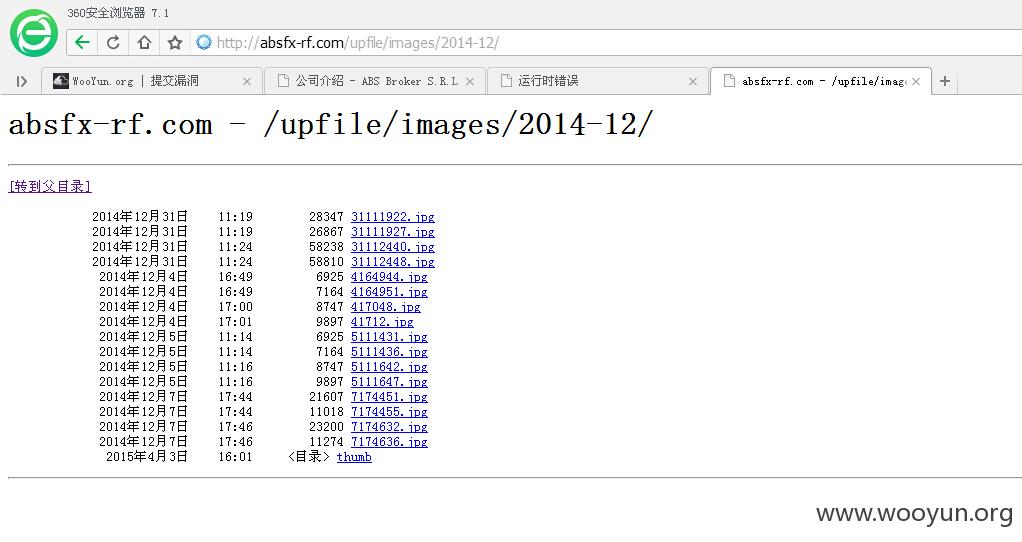 360安全浏览器 7.1
http://absfx-rf.com/upfile/images/2014-12/
WooYun.org | 提交漏洞 公司介绍 - ABS Broker S.R.L 运行时错误 absfx-rf.com - /upfile/imag
absfx-rf.com - /upfile/images/2014-12/
[转到父目录]
2014年12月31日 11:19 28347 31111922.jpg
2014年12月31日 11:19 26867 31111927.jpg
2014年12月31日 11:24 58238 31112440.jpg
2014年12月31日 11:24 58810 31112448.jpg
2014年12月4日 16:49 6925 4164944.jpg
2014年12月4日 16:49 7164 4164951.jpg
2014年12月4日 17:00 8747 417048.jpg
2014年12月4日 17:01 9897 41712.jpg
2014年12月5日 11:14 6925 5111431.jpg
2014年12月5日 11:14 7164 5111436.jpg
2014年12月5日 11:16 8747 5111642.jpg
2014年12月5日 11:16 9897 5111647.jpg
2014年12月7日 17:44 21607 7174451.jpg
2014年12月7日 17:44 11018 7174455.jpg
2014年12月7日 17:46 23200 7174632.jpg
2014年12月7日 17:46 11274 7174636.jpg
2015年4月3日 16:01 <目录> thumb
www.wooyun.org